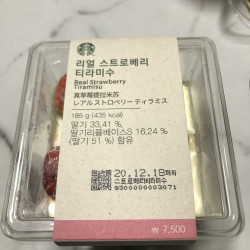 리얼 스트로베리
티라미수
Real Strawberry
Tiramisu
真草莓提拉米苏
レアルストロベリーティラミス
185 g (435 kcal)
딸기 33.41 %,
딸기리플베이스S 16.24 %
(딸기 51 %) 함유
20.12.18까지
스트로베리티라미수
9300000003071
₩ 7,500